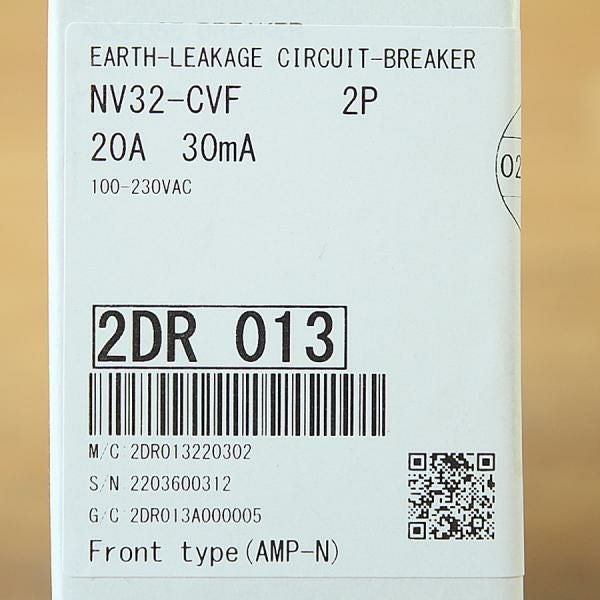 EARTH-LEAKAGE CIRCUIT-BREAKER
NV32-CVF 2P
20A 30mA
100-230VAC
02
2DR 013
M/C 2DR013220302
S/N 2203600312
G/C 2DR013A000005
Front type(AMP-N)